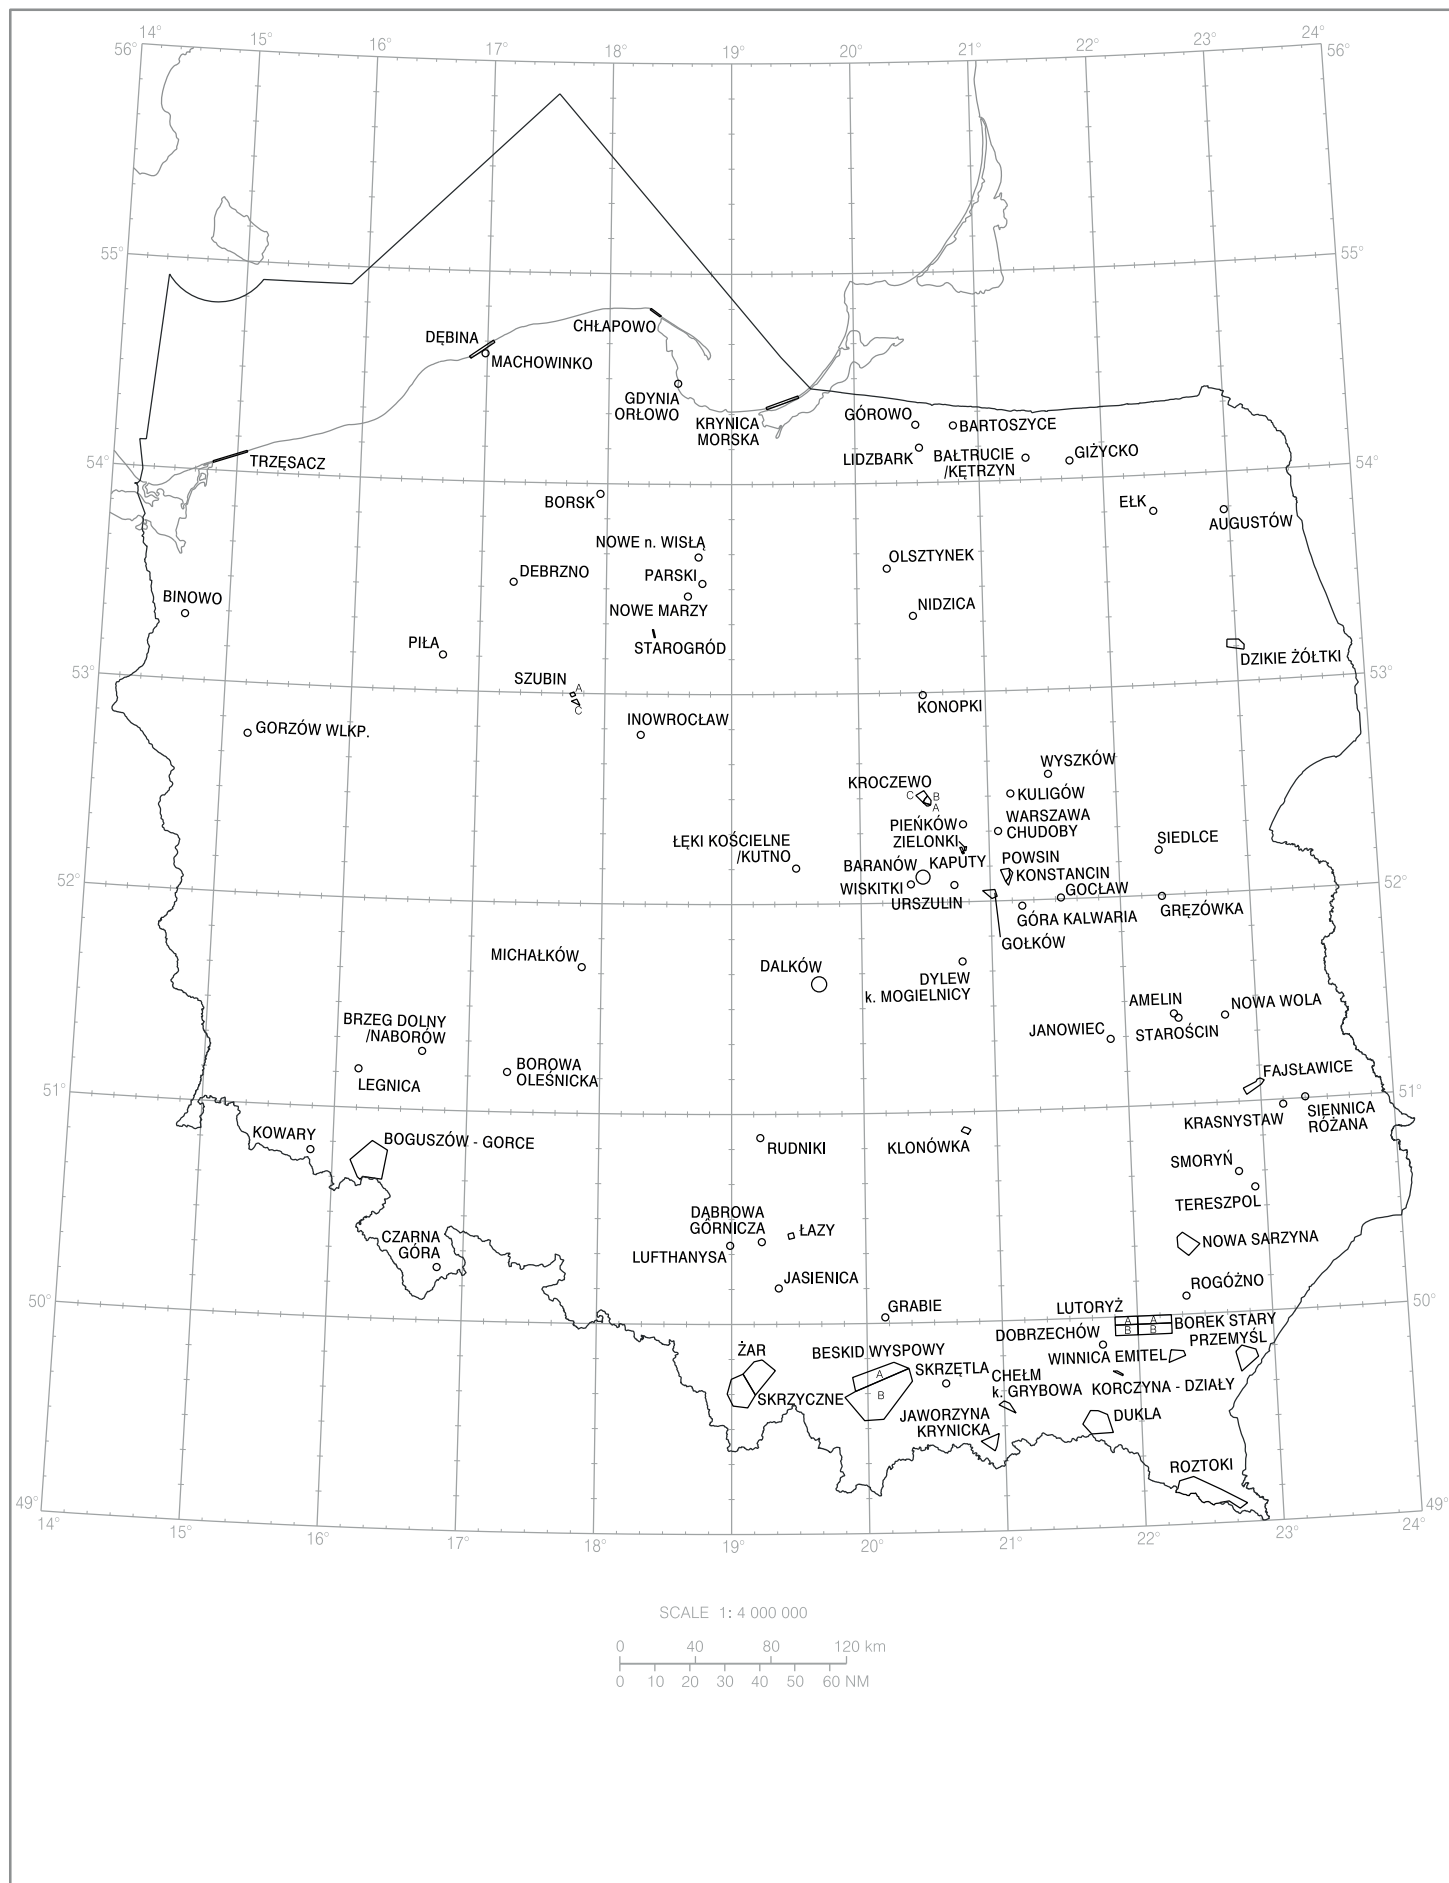 14°
15°
16°
17°
18°
19°
20°
21°
22°
23°
24°
56°
56°
55°
55°
CHŁAPOWO
DĘBINA
MACHOWINKO
GDYNIA
ORŁOWO
KRYNICA
MORSKA
GÓROWO
BARTOSZYCE
LIDZBARK
BAŁTRUCIE
/KĘTRZYN
GIŻYCKO
TRZĘSACZ
54°
54°
BORSK
EŁK
AUGUSTÓW
NOWE n. WISŁĄ
OLSZTYNEK
DEBRZNO
PARSKI
BINOWO
NOWE MARZY
NIDZICA
PIŁA
STAROGRÓD
DZIKIE ŻÓŁTKI
53°
53°
SZUBIN
A
C
KONOPKI
INOWROCŁAW
GORZÓW WLKP.
WYSZKÓW
KROCZEWO
C
B
A
KULIGÓW
PIEŃKÓW
WARSZAWA
CHUDOBY
ZIELONKI
SIEDLCE
ŁĘKI KOŚCIELNE
/KUTNO
BARANÓW
KAPUTY
POWSIN
KONSTANCIN
WISKITKI
GOCŁAW
52°
52°
URSZULIN
GÓRA KALWARIA
GRĘZÓWKA
GOŁKÓW
MICHAŁKÓW
DALKÓW
DYLEW
k. MOGIELNICY
AMELIN
NOWA WOLA
BRZEG DOLNY
/NABORÓW
JANOWIEC
STAROŚCIN
BOROWA
OLEŚNICKA
LEGNICA
FAJSŁAWICE
51°
51°
KRASNYSTAW
SIENNICA
RÓŻANA
KOWARY
BOGUSZÓW - GORCE
RUDNIKI
KLONÓWKA
SMORYŃ
TERESZPOL
DĄBROWA
GÓRNICZA
ŁAZY
CZARNA
GÓRA
LUFTHANYSA
NOWA SARZYNA
JASIENICA
ROGÓŻNO
50°
50°
GRABIE
LUTORYŻ
A
A
B
B
BOREK STARY
DOBRZECHÓW
PRZEMYŚL
ŻAR
BESKID WYSPOWY
WINNICA EMITEL
SKRZĘTLA
A
CHEŁM
k. GRYBOWA
KORCZYNA - DZIAŁY
SKRZYCZNE
B
JAWORZYNA
KRYNICKA
DUKLA
ROZTOKI
49°
49°
14°
15°
16°
17°
18°
19°
20°
21°
22°
23°
24°
SCALE 1: 4 000 000
0 40 80 120 km
0 10 20 30 40 50 60 NM